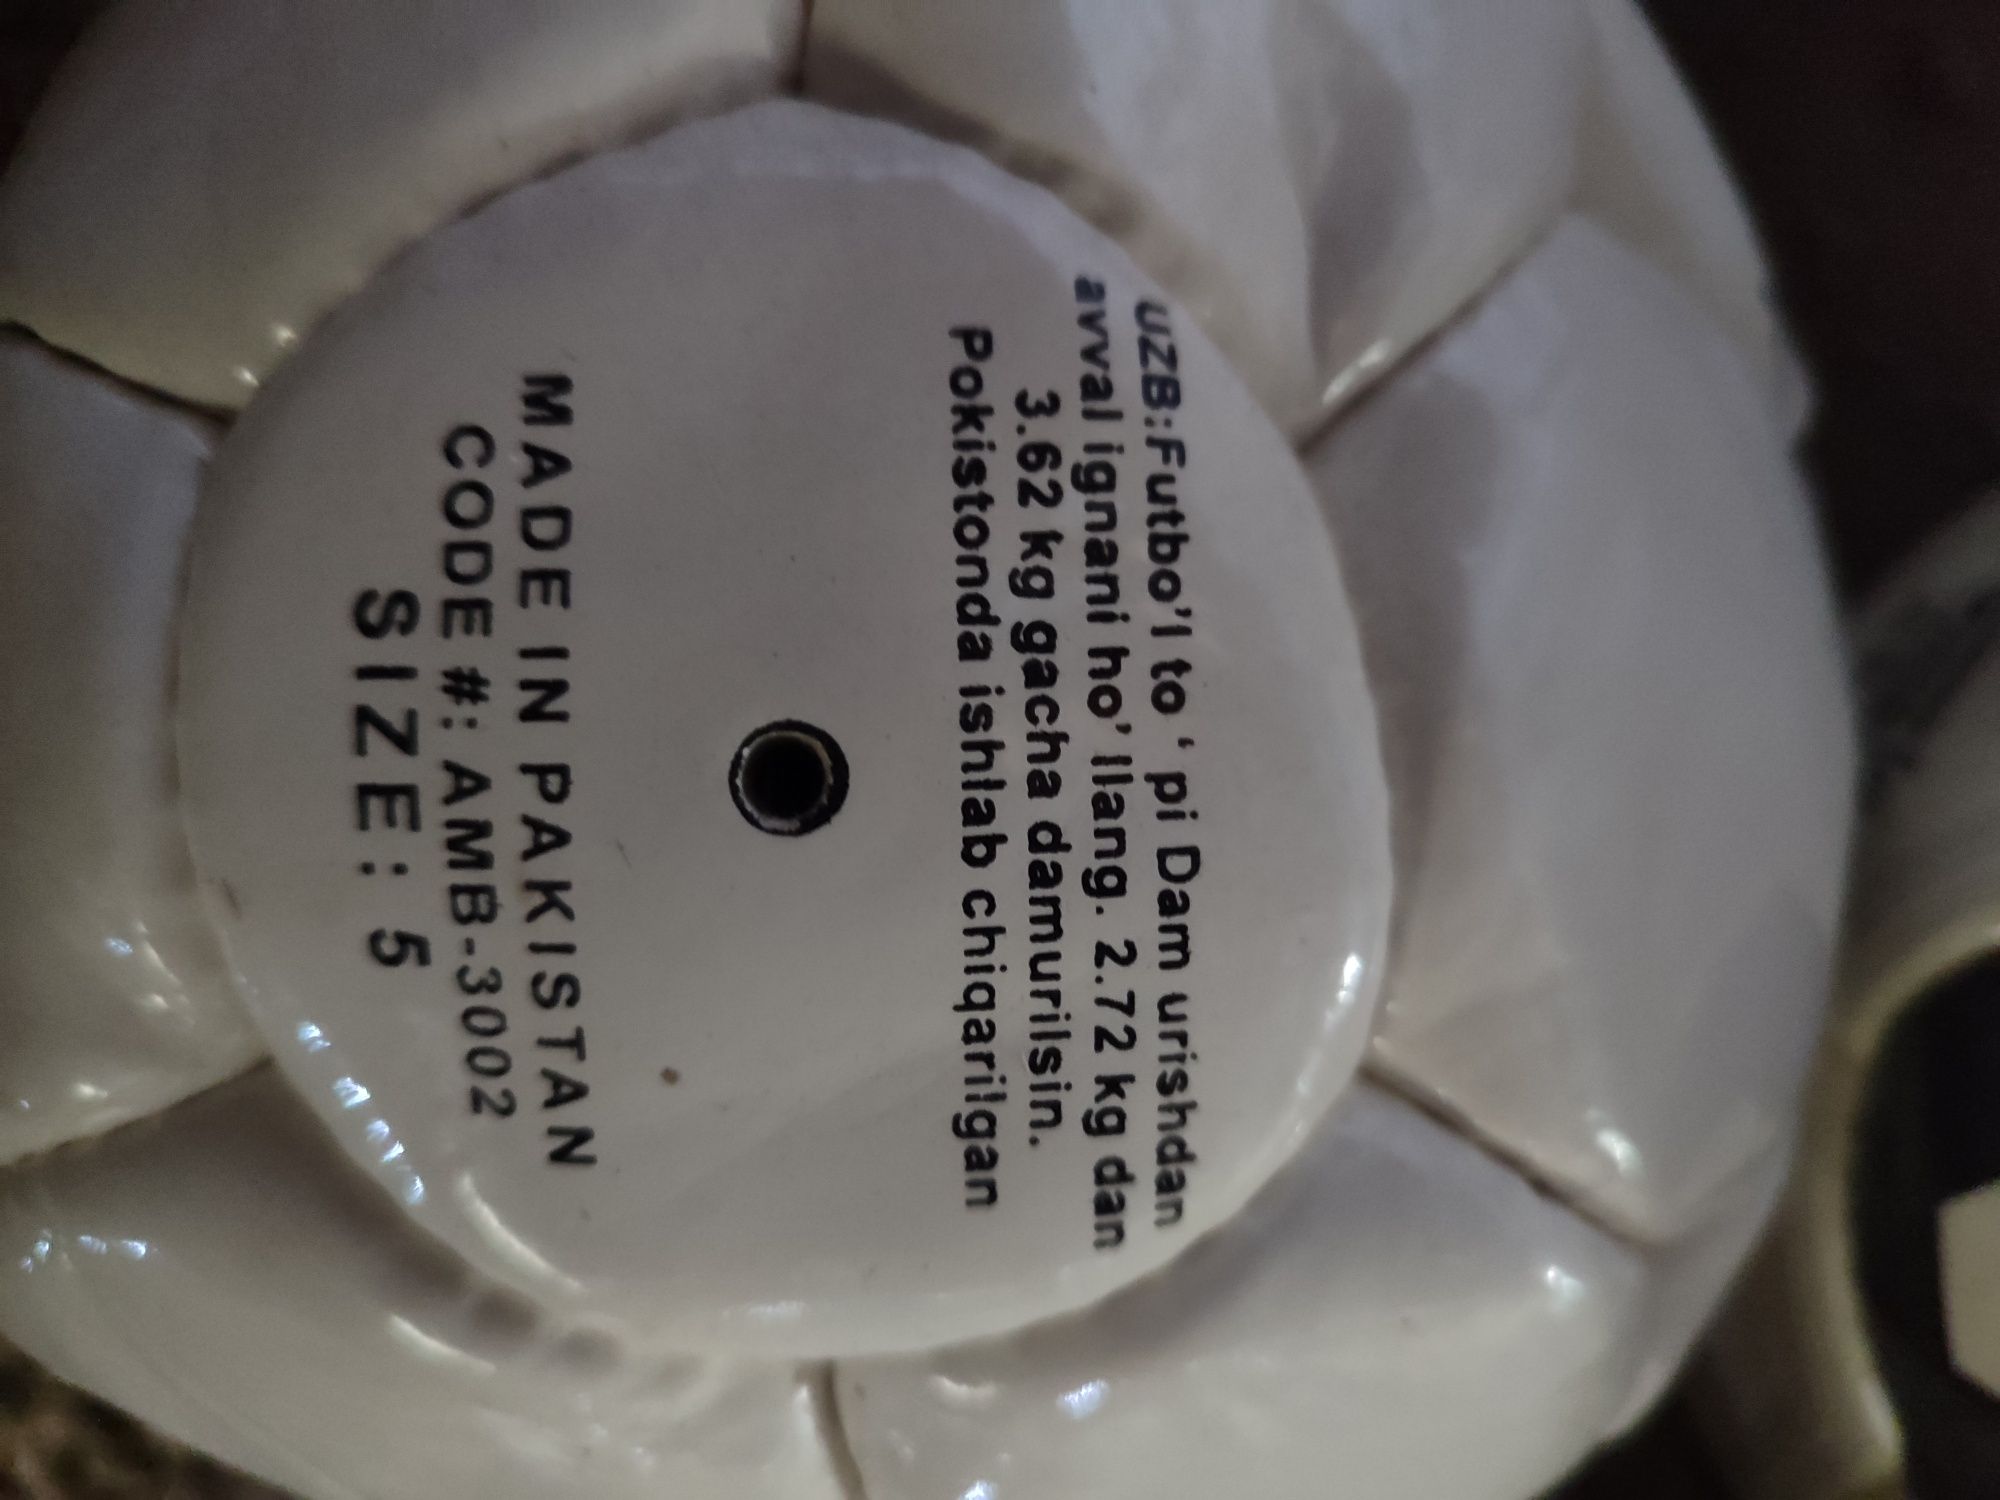 UZB:Futbo'l to ' pi Dam urishdan
avval ignani ho' llang. 2.72 kg dan
3.62 kg gacha damurilsin.
Pokistonda ishlab chiqarilgan
MADE IN PAKISTAN
CODE #: AMB-3002
SIZE: 5